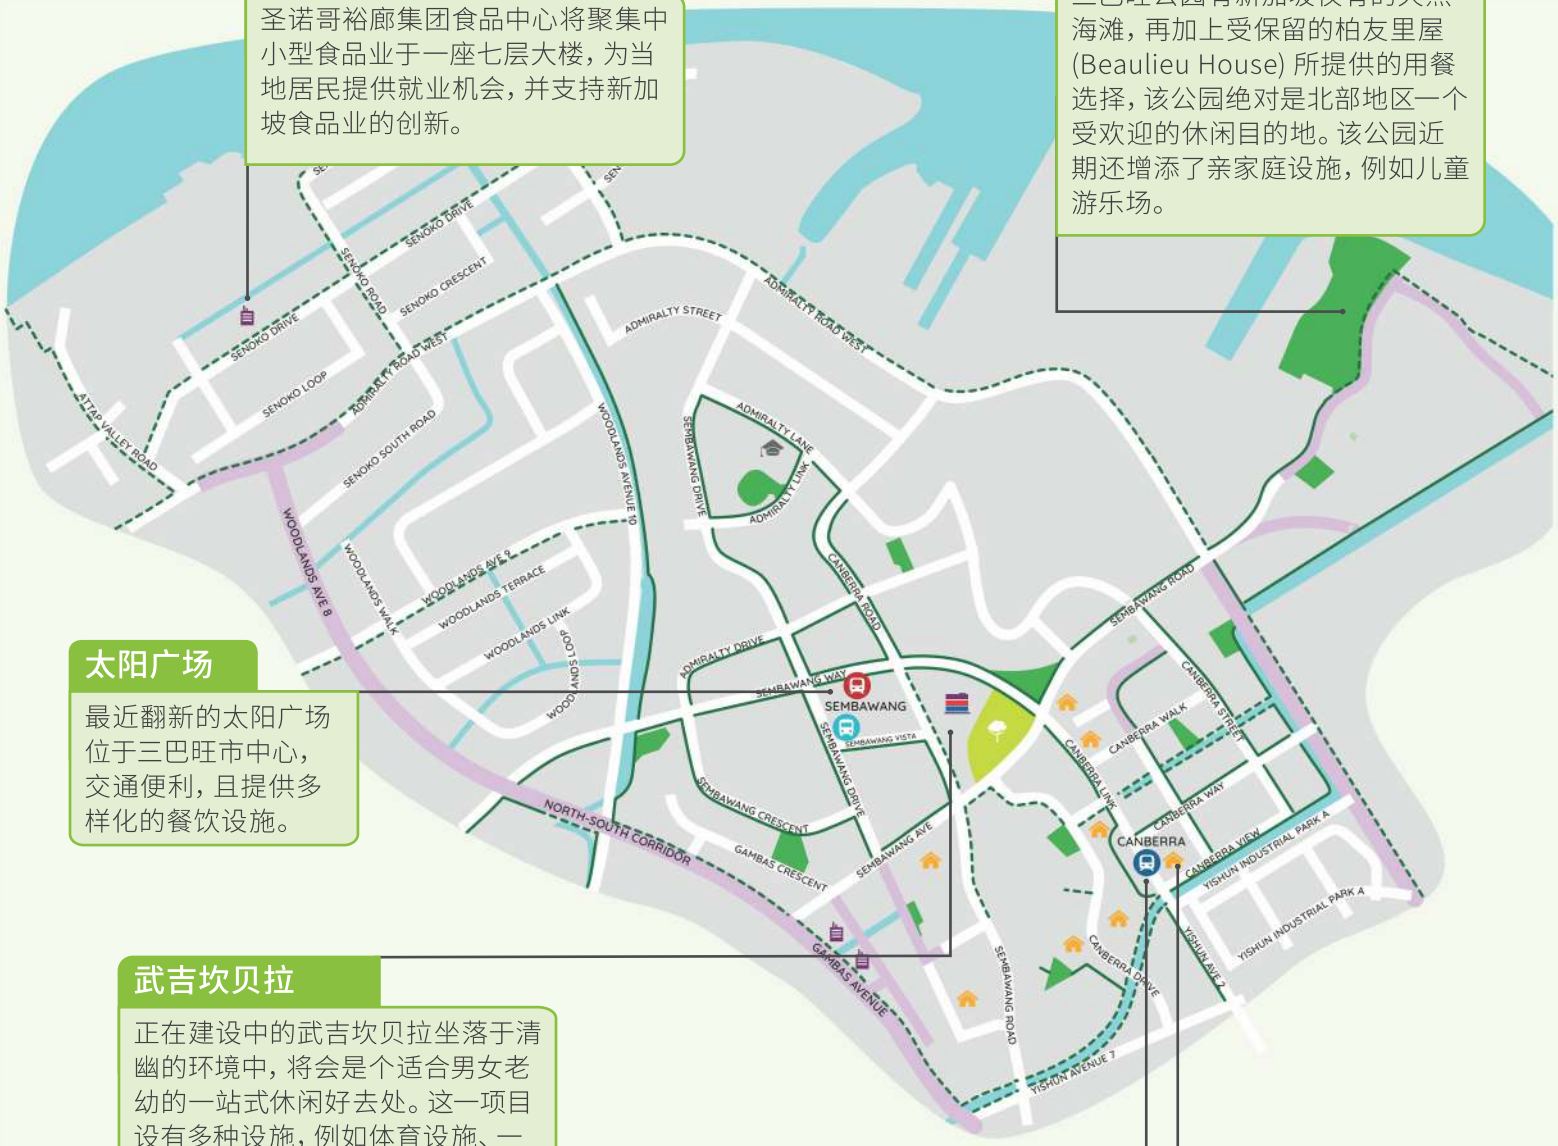 圣诺哥裕廊集团食品中心将聚集中
小型食品业于一座七层大楼，为当
地居民提供就业机会，并支持新加
坡食品业的创新。
海滩，再加上受保留的柏友里屋
(Beaulieu House) 所提供的用餐
选择，该公园绝对是北部地区一个
受欢迎的休闲目的地。该公园近
期还增添了亲家庭设施，例如儿童
游乐场。
SENOKO DRIVE
SENOKO ROAD
SENOKO CRESCENT
SENOKO DRIVE
SENOKO LOOP
ADMIRALTY ROAD WEST
SENOKO SOUTH ROAD
ATTAP VALLEY ROAD
ADMIRALTY STREET
ADMIRALTY ROAD WEST
WOODLANDS AVENUE 10
SEMBAWANG DRIVE
ADMIRALTY LANE
ADMIRALTY LINK
WOODLANDS AVE 8
WOODLANDS WALK
WOODLANDS AVE 9
WOODLANDS TERRACE
WOODLANDS LINK
WOODLANDS LOOP
CANBERRA ROAD
SEMBAWANG ROAD
ADMIRALTY DRIVE
SEMBAWANG WAY
SEMBAWANG
SEMBAWANG VISTA
SEMBAWANG DRIVE
CANBERRA STREET
CANBERRA WALK
CANBERRA LINK
CANBERRA WAY
CANBERRA
CANBERRA VIEW
YISHUN INDUSTRIAL PARK A
YISHUN INDUSTRIAL PARK A
SEMBAWANG CRESCENT
NORTH-SOUTH CORRIDOR
GAMBAS CRESCENT
SEMBAWANG AVE
GAMBAS AVENUE
SEMBAWANG ROAD
CANBERRA DRIVE
YISHUN AVE 2
YISHUN AVENUE 7
太阳广场
最近翻新的太阳广场
位于三巴旺市中心，
交通便利，且提供多
样化的餐饮设施。
武吉坎贝拉
正在建设中的武吉坎贝拉坐落于清
幽的环境中，将会是个适合男女老
幼的一站式休闲好去处。这一项目
设有多种设施，例如体育设施、一